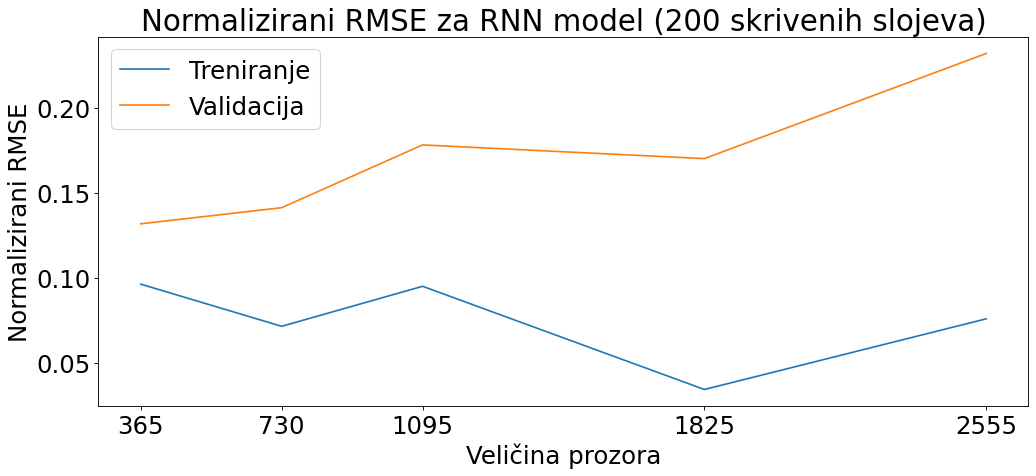 Normalizirani RMSE za RNN model (200 skrivenih slojeva)
Treniranje
Validacija
Normalizirani RMSE
0.20
0.15
0.10
0.05
365 730 1095 1825 2555
Veličina prozora